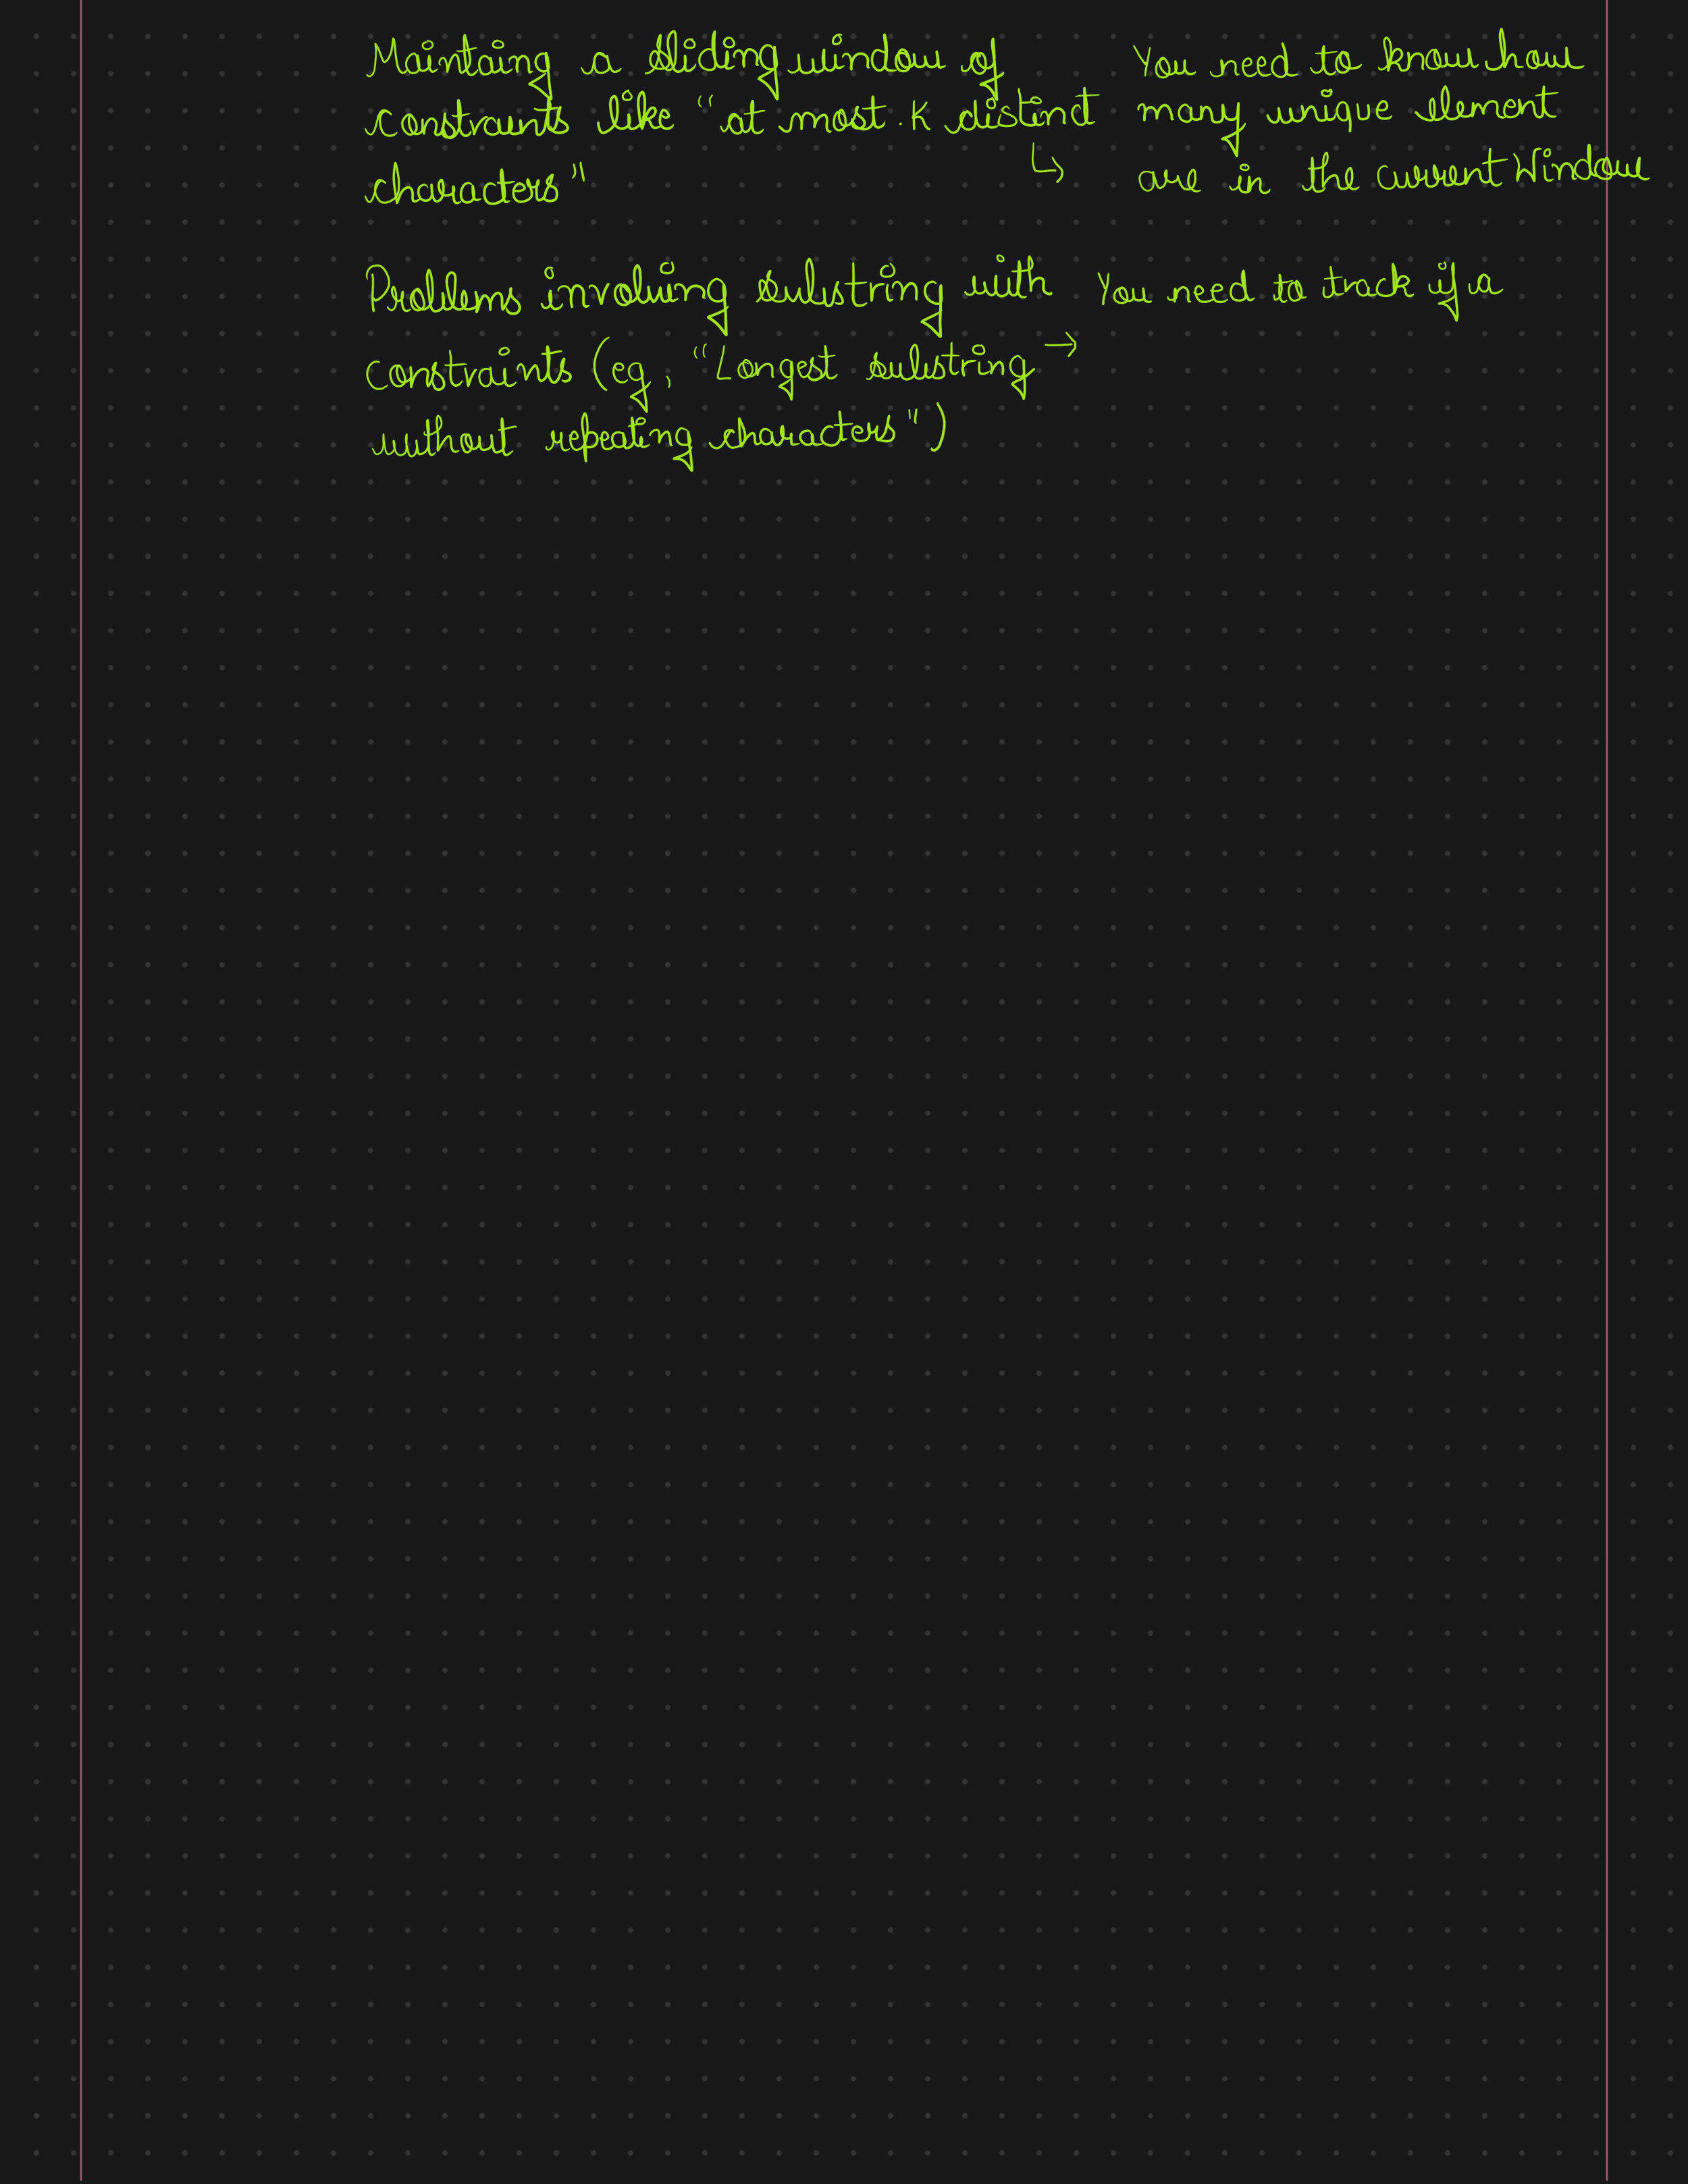 Maintaing a sliding window of
constraints like "at most K distinct
characters"
↳ You need to know how
many unique element
are in the current Window
Problems involving substring with
constraints (eg, "Longest substring
without repeating characters")
→ You need to track if a